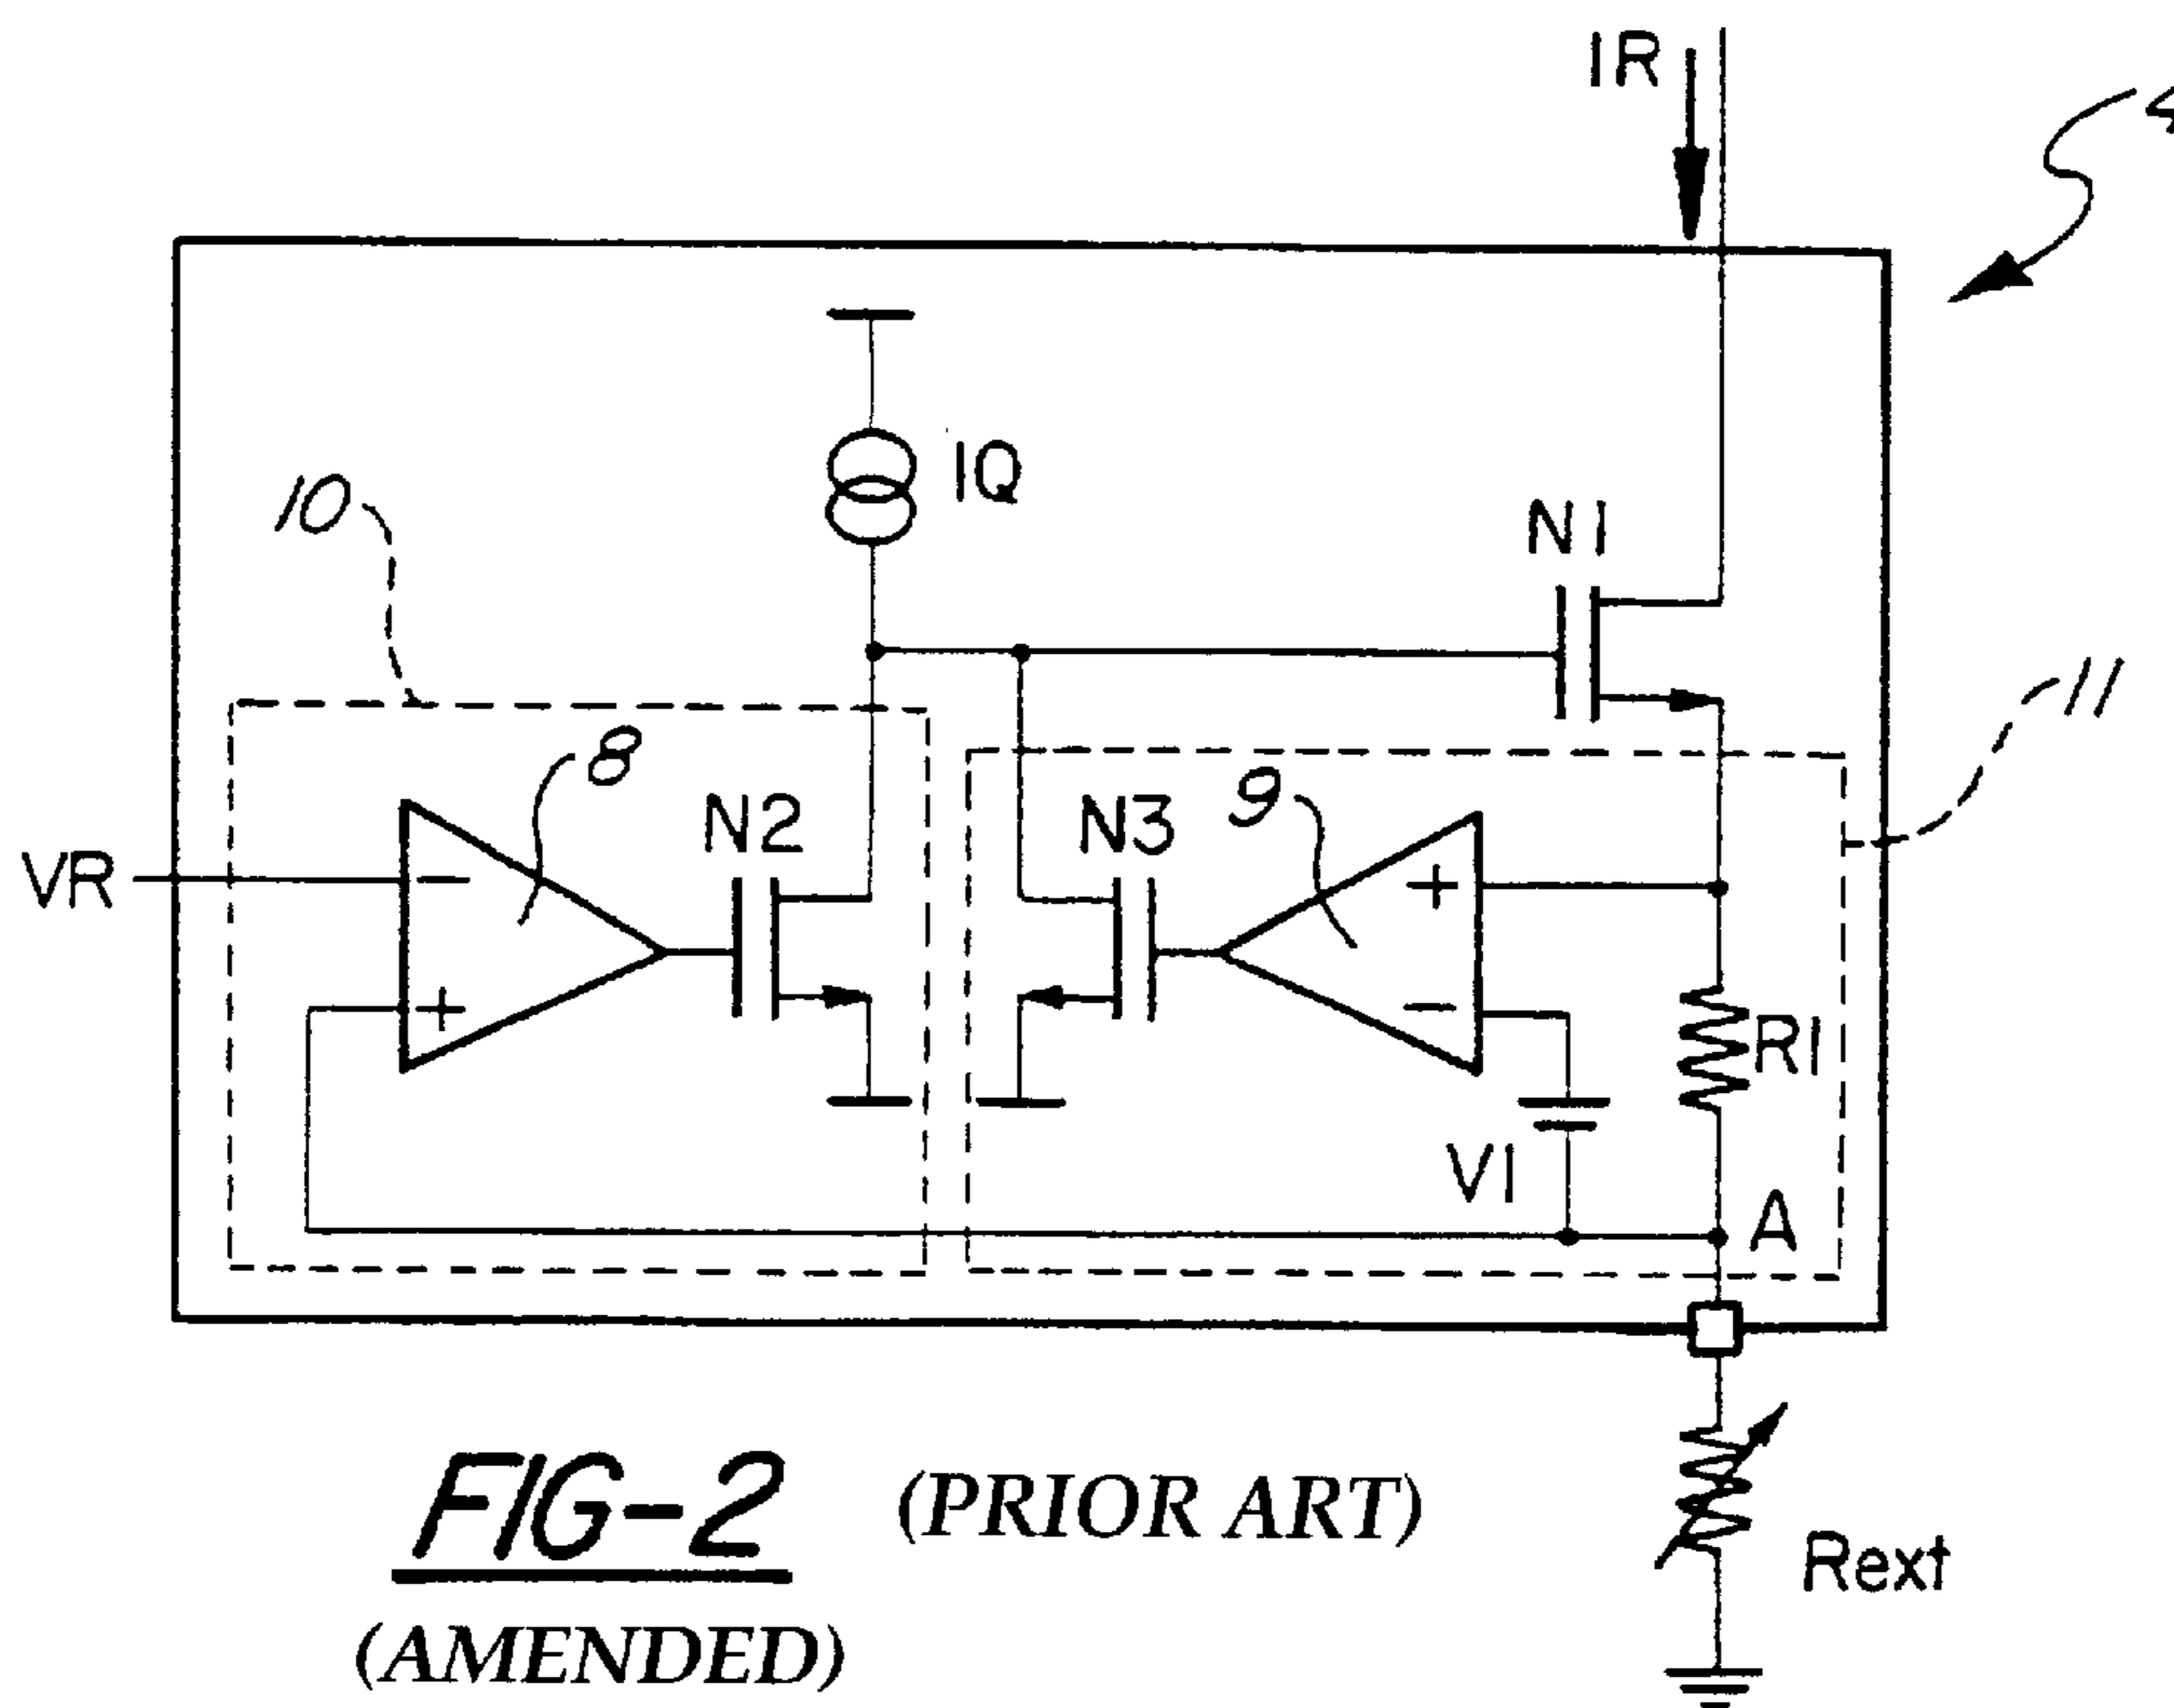 IR
4
IQ
10
N1
11
8
N2
N3
9
VR
−
+
+
−
R1
V1
A
FIG-2 (PRIOR ART)
Rext
(AMENDED)